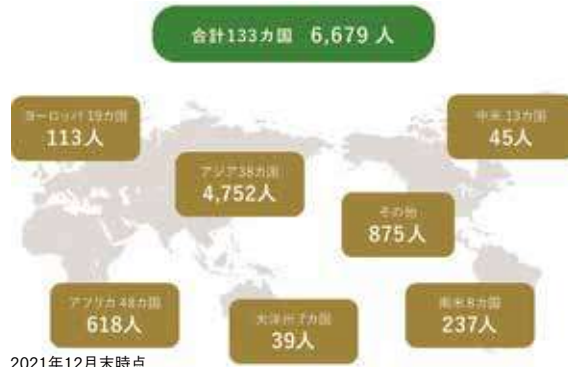 合計133カ国 6,679 人
ヨーロッパ 19カ国
113人
中米 13カ国
45人
アジア38カ国
4,752人
その他
875人
アフリカ 48カ国
618人
大洋州 7カ国
39人
南米 8カ国
237人
2021年12月末時点